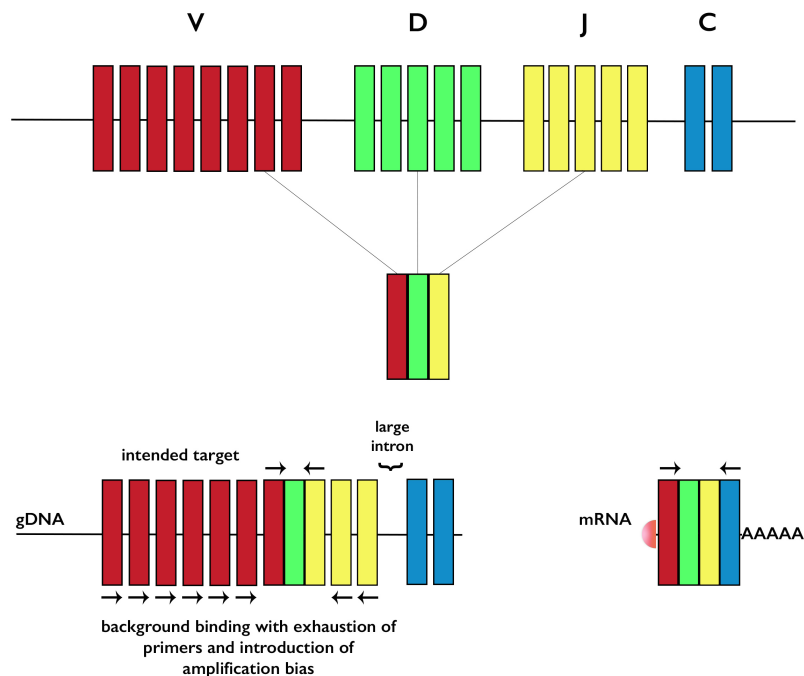 V D J C
large
intron
intended target
gDNA
mRNA
AAAAA
background binding with exhaustion of
primers and introduction of
amplification bias